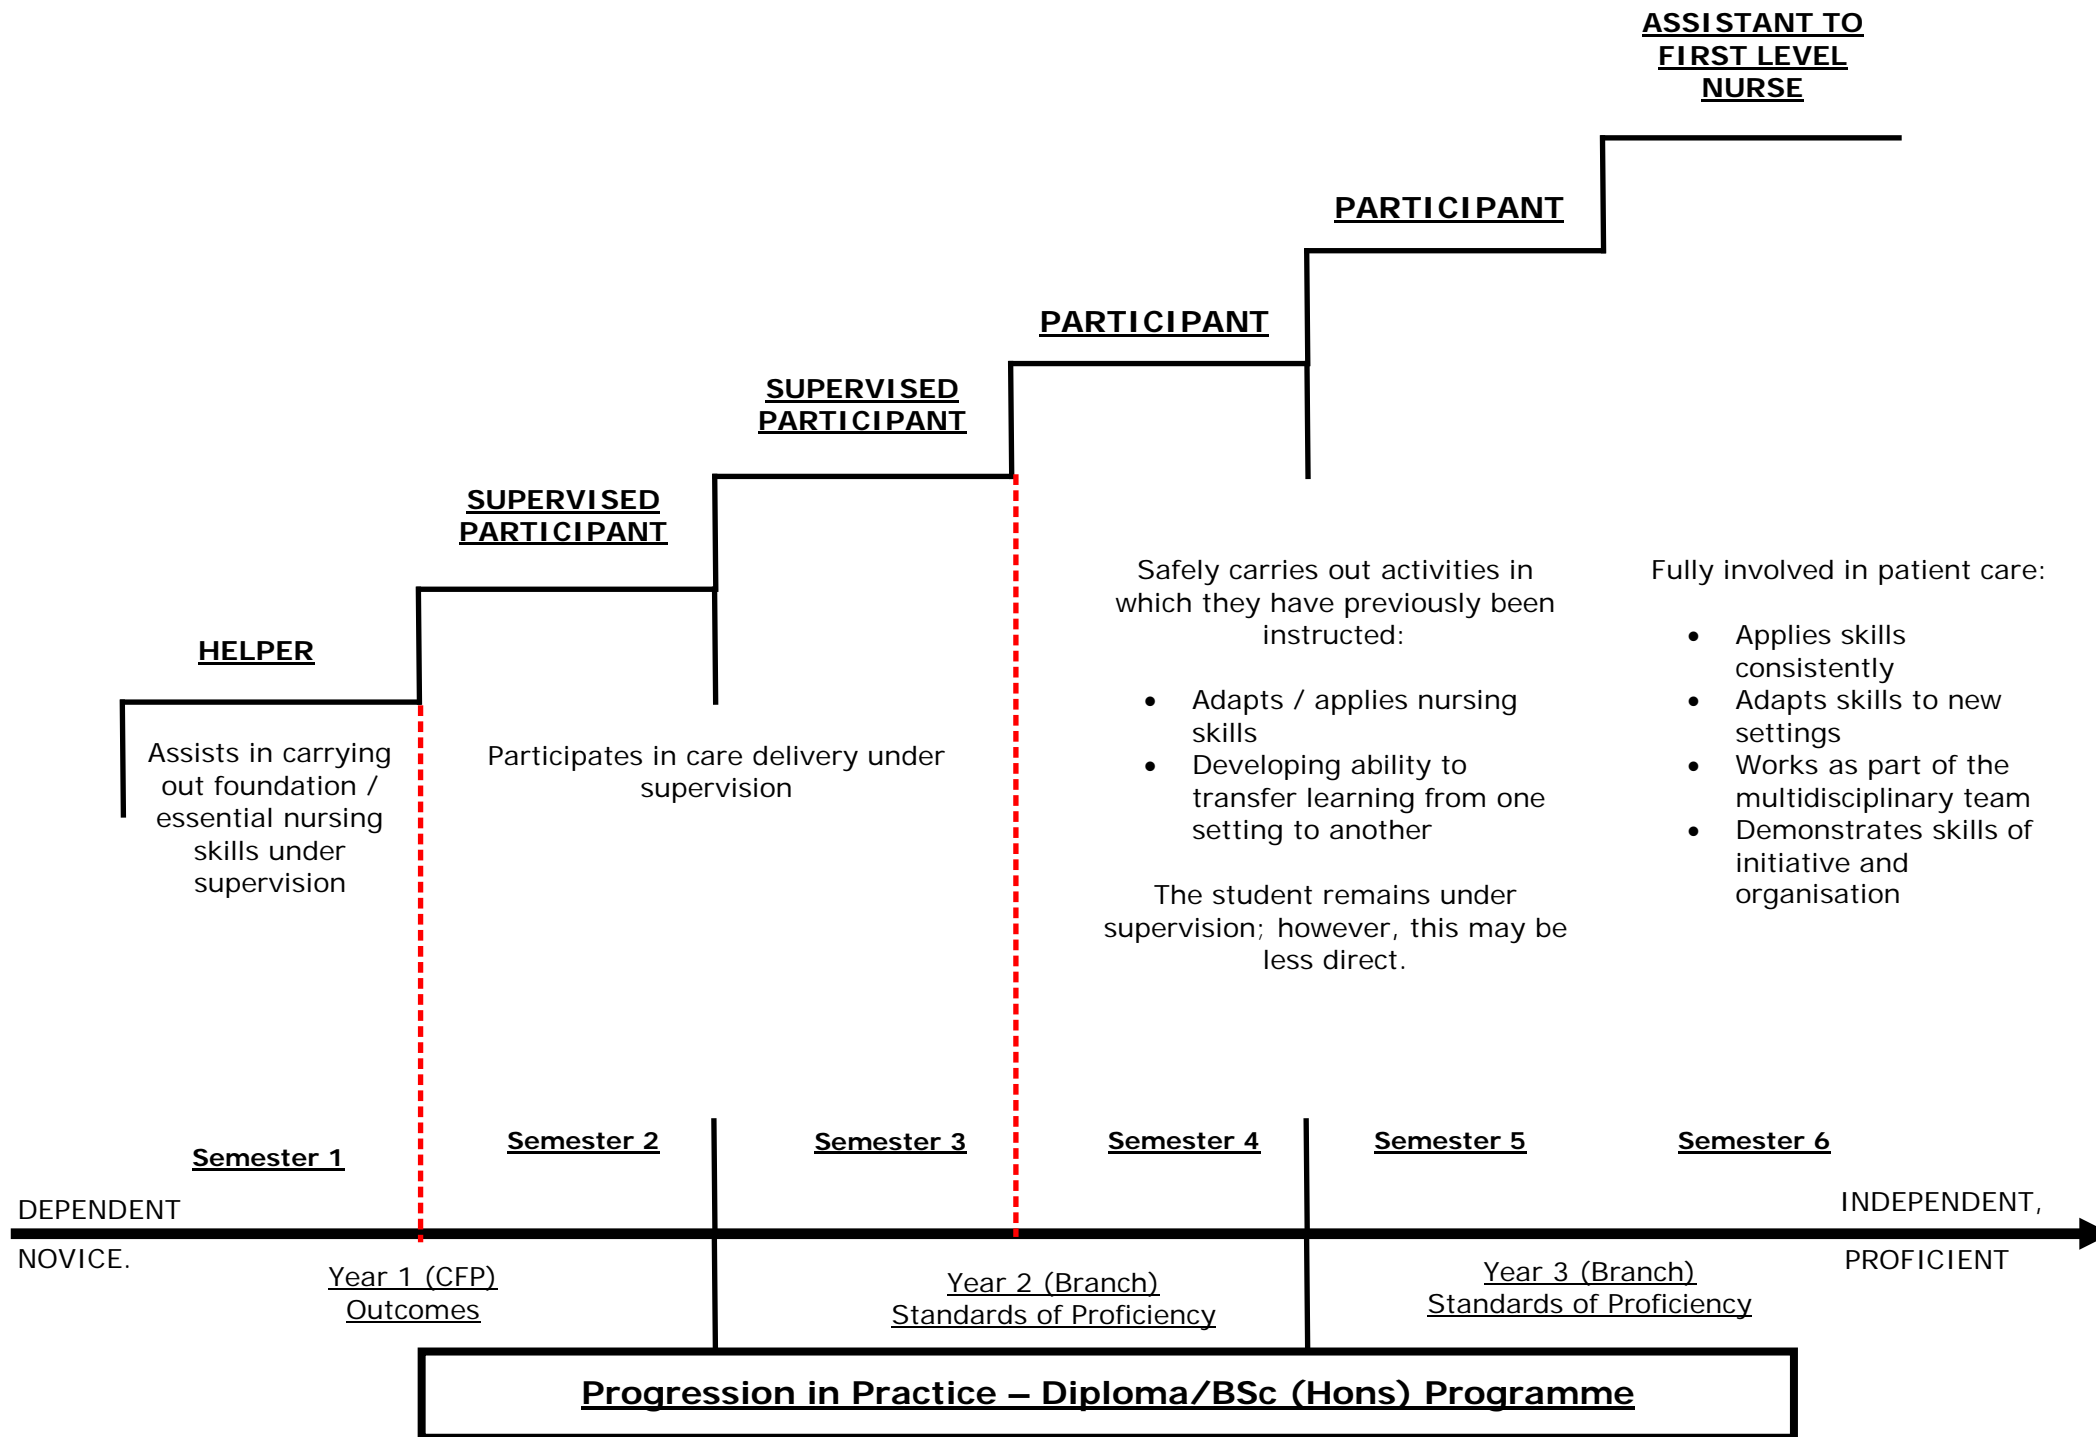 ASSISTANT TO
FIRST LEVEL
NURSE
PARTICIPANT
PARTICIPANT
SUPERVISED
PARTICIPANT
SUPERVISED
PARTICIPANT
HELPER
Assists in carrying
out foundation /
essential nursing
skills under
supervision
Participates in care delivery under
supervision
Safely carries out activities in
which they have previously been
instructed:
• Adapts / applies nursing
skills
• Developing ability to
transfer learning from one
setting to another
The student remains under
supervision; however, this may be
less direct.
Fully involved in patient care:
• Applies skills
consistently
• Adapts skills to new
settings
• Works as part of the
multidisciplinary team
• Demonstrates skills of
initiative and
organisation
Semester 1
Semester 2
Semester 3
Semester 4
Semester 5
Semester 6
DEPENDENT
NOVICE.
INDEPENDENT,
PROFICIENT
Year 1 (CFP)
Outcomes
Year 2 (Branch)
Standards of Proficiency
Year 3 (Branch)
Standards of Proficiency
Progression in Practice – Diploma/BSc (Hons) Programme